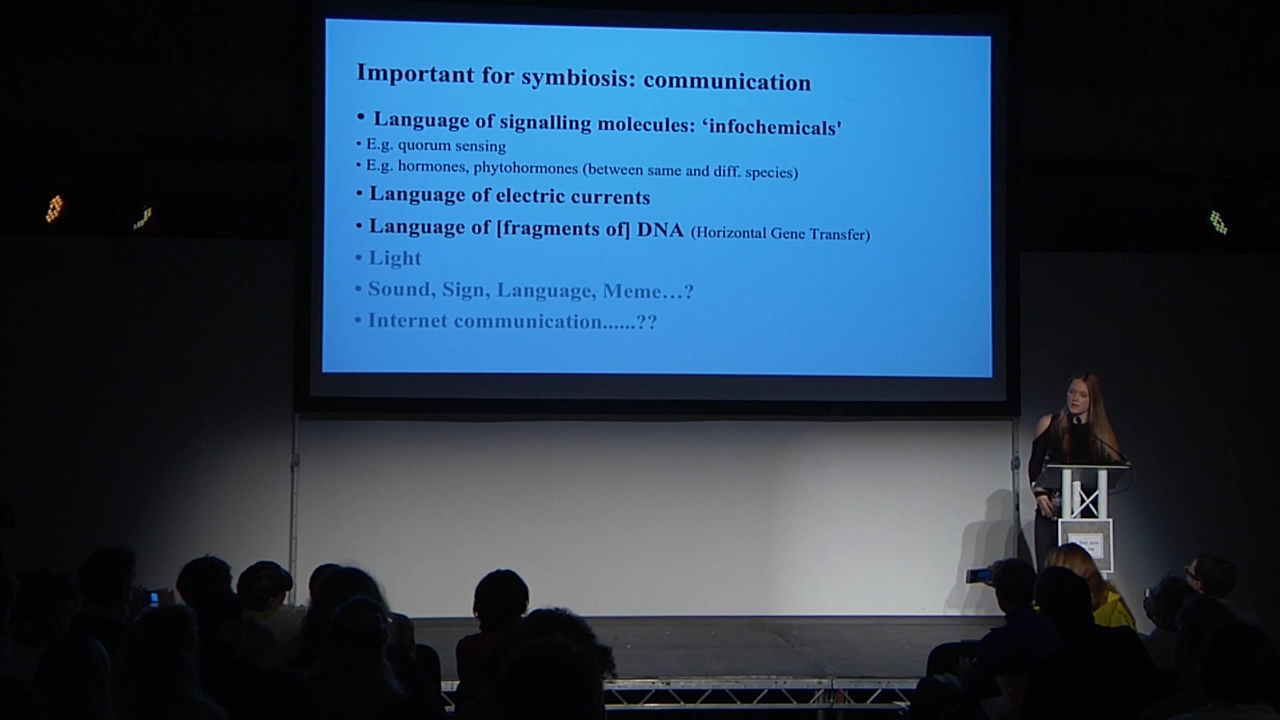 Important for symbiosis: communication
• Language of signalling molecules: ‘infochemicals'
• E.g. quorum sensing
• E.g. hormones, phytohormones (between same and diff. species)
• Language of electric currents
• Language of [fragments of] DNA (Horizontal Gene Transfer)
• Light
• Sound, Sign, Language, Meme…?
• Internet communication......??